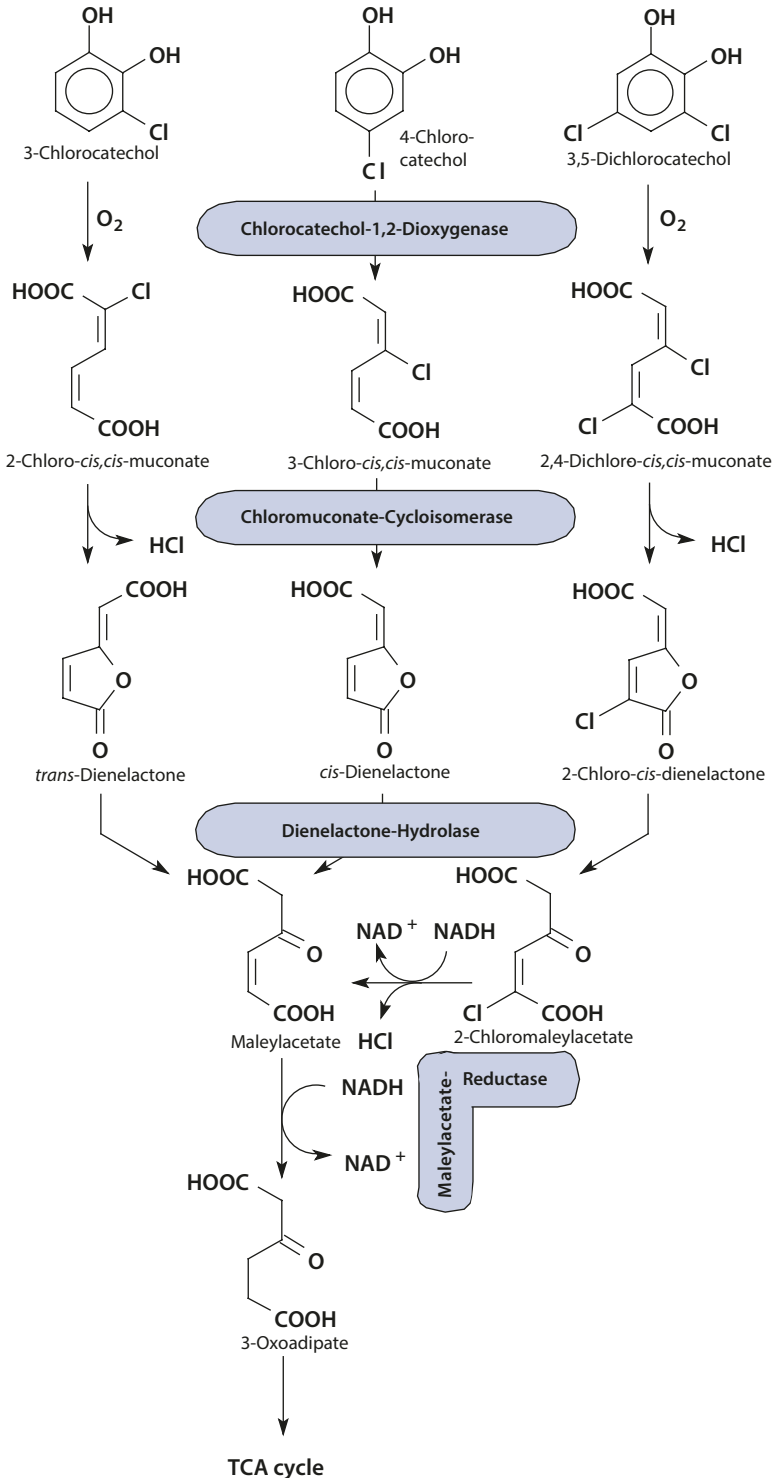 OH
OH
Cl
3-Chlorocatechol
OH
OH
Cl
4-Chloro-
catechol
OH
OH
Cl
Cl
3,5-Dichlorocatechol
O2
Chlorocatechol-1,2-Dioxygenase
O2
HOOC
Cl
COOH
2-Chloro-cis,cis-muconate
HOOC
Cl
COOH
3-Chloro-cis,cis-muconate
HOOC
Cl
Cl
COOH
2,4-Dichloro-cis,cis-muconate
HCl
Chloromuconate-Cycloisomerase
HCl
COOH
O
O
trans-Dienelactone
HOOC
O
O
cis-Dienelactone
HOOC
O
Cl
O
2-Chloro-cis-dienelactone
Dienelactone-Hydrolase
HOOC
O
COOH
Maleylacetate
NAD+
NADH
HCl
HOOC
O
Cl
COOH
2-Chloromaleylacetate
Maleylacetate-
Reductase
NADH
NAD+
HOOC
O
COOH
3-Oxoadipate
TCA cycle